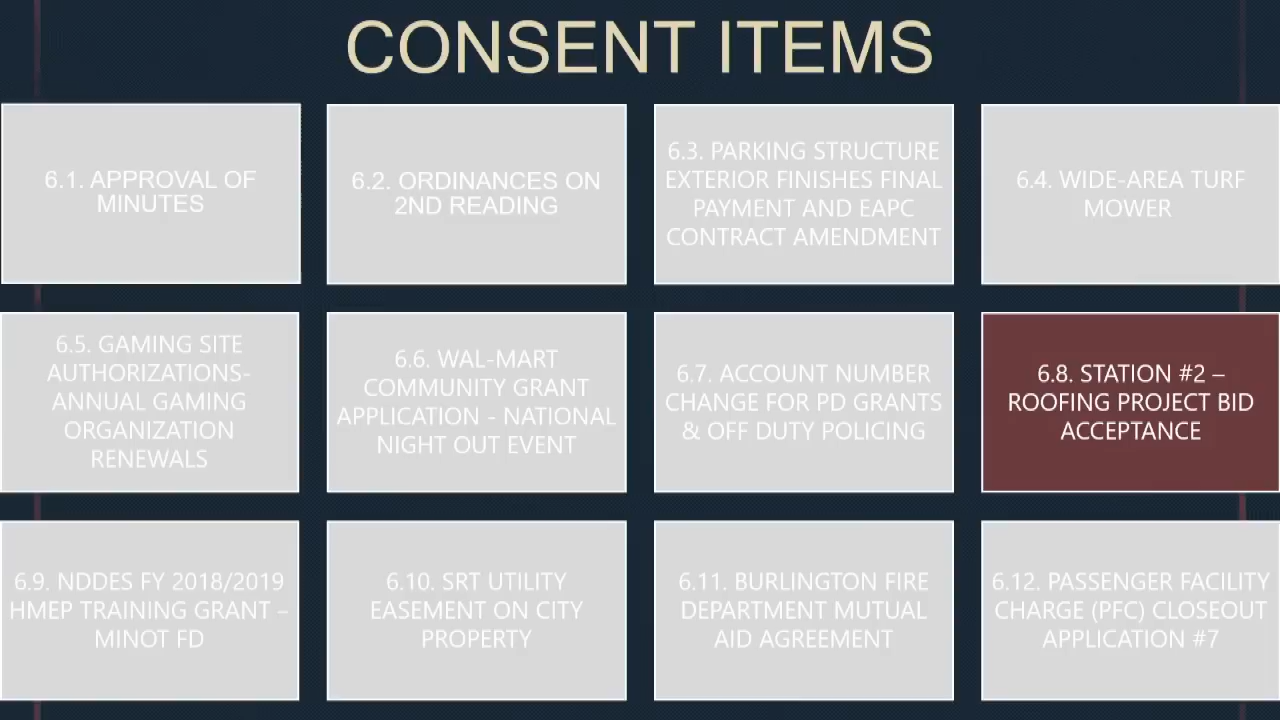 CONSENT ITEMS
6.1. APPROVAL OF
MINUTES
6.2. ORDINANCES ON
2ND READING
6.3. PARKING STRUCTURE
EXTERIOR FINISHES FINAL
PAYMENT AND EAPC
CONTRACT AMENDMENT
6.4. WIDE-AREA TURF
MOWER
6.5. GAMING SITE
AUTHORIZATIONS-
ANNUAL GAMING
ORGANIZATION
RENEWALS
6.6. WAL-MART
COMMUNITY GRANT
APPLICATION - NATIONAL
NIGHT OUT EVENT
6.7. ACCOUNT NUMBER
CHANGE FOR PD GRANTS
& OFF DUTY POLICING
6.8. STATION #2 –
ROOFING PROJECT BID
ACCEPTANCE
6.9. NDDES FY 2018/2019
HMEP TRAINING GRANT –
MINOT FD
6.10. SRT UTILITY
EASEMENT ON CITY
PROPERTY
6.11. BURLINGTON FIRE
DEPARTMENT MUTUAL
AID AGREEMENT
6.12. PASSENGER FACILITY
CHARGE (PFC) CLOSEOUT
APPLICATION #7